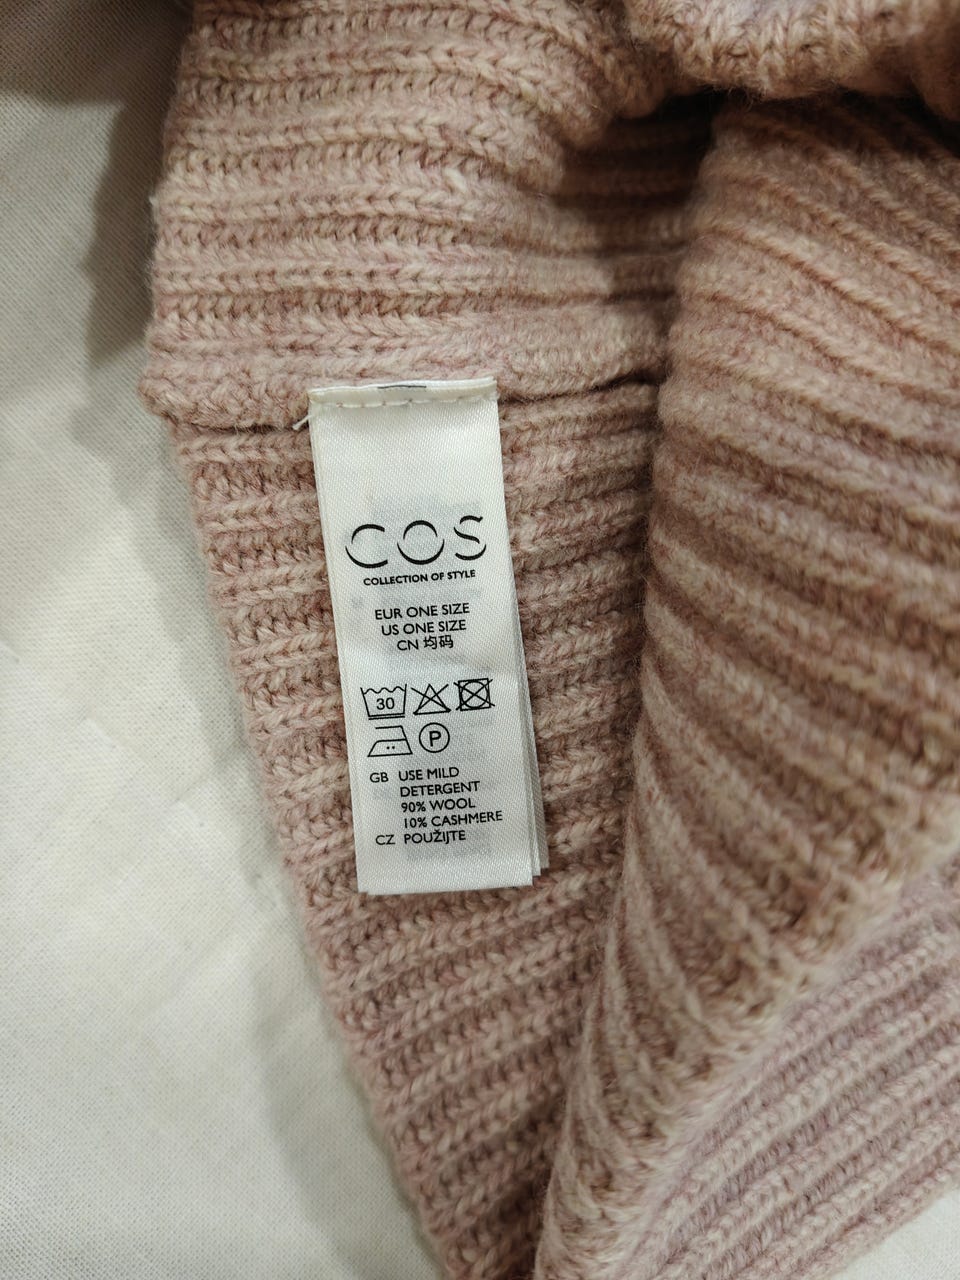 COS
COLLECTION OF STYLE
EUR ONE SIZE
US ONE SIZE
CN 均码
30
P
GB USE MILD
DETERGENT
90% WOOL
10% CASHMERE
CZ POUŽIJTE